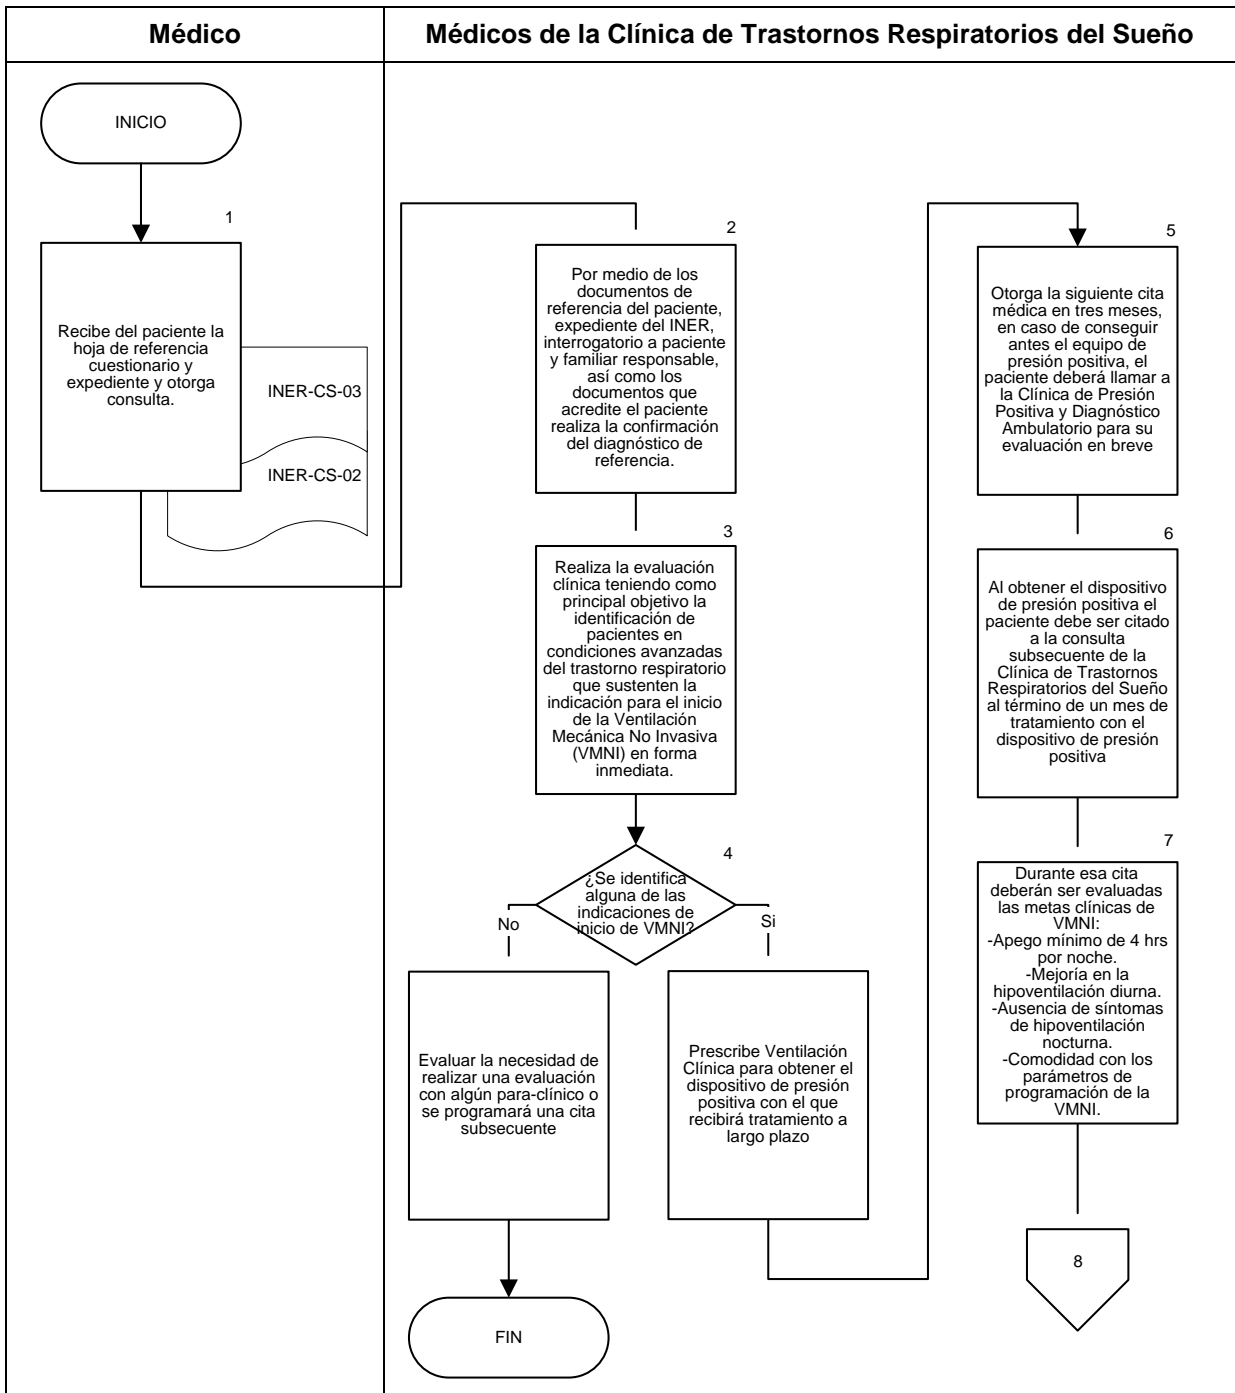 Médico
Médicos de la Clínica de Trastornos Respiratorios del Sueño
INICIO
1
Recibe del paciente la
hoja de referencia
cuestionario y
expediente y otorga
consulta.
INER-CS-03
INER-CS-02
2
Por medio de los
documentos de
referencia del paciente,
expediente del INER,
interrogatorio a paciente
y familiar responsable,
así como los
documentos que
acredite el paciente
realiza la confirmación
del diagnóstico de
referencia.
3
Realiza la evaluación
clínica teniendo como
principal objetivo la
identificación de
pacientes en
condiciones avanzadas
del trastorno respiratorio
que sustenten la
indicación para el inicio
de la Ventilación
Mecánica No Invasiva
(VMNI) en forma
inmediata.
4
¿Se identifica
alguna de las
indicaciones de
inicio de VMNI?
No
Si
Evaluar la necesidad de
realizar una evaluación
con algún para-clínico o
se programará una cita
subsecuente
FIN
Prescribe Ventilación
Clínica para obtener el
dispositivo de presión
positiva con el que
recibirá tratamiento a
largo plazo
5
Otorga la siguiente cita
médica en tres meses,
en caso de conseguir
antes el equipo de
presión positiva, el
paciente deberá llamar a
la Clínica de Presión
Positiva y Diagnóstico
Ambulatorio para su
evaluación en breve
6
Al obtener el dispositivo
de presión positiva el
paciente debe ser citado
a la consulta
subsecuente de la
Clínica de Trastornos
Respiratorios del Sueño
al término de un mes de
tratamiento con el
dispositivo de presión
positiva
7
Durante esa cita
deberán ser evaluadas
las metas clínicas de
VMNI:
-Apego mínimo de 4 hrs
por noche.
-Mejoría en la
hipoventilación diurna.
-Ausencia de síntomas
de hipoventilación
nocturna.
-Comodidad con los
parámetros de
programación de la
VMNI.
8